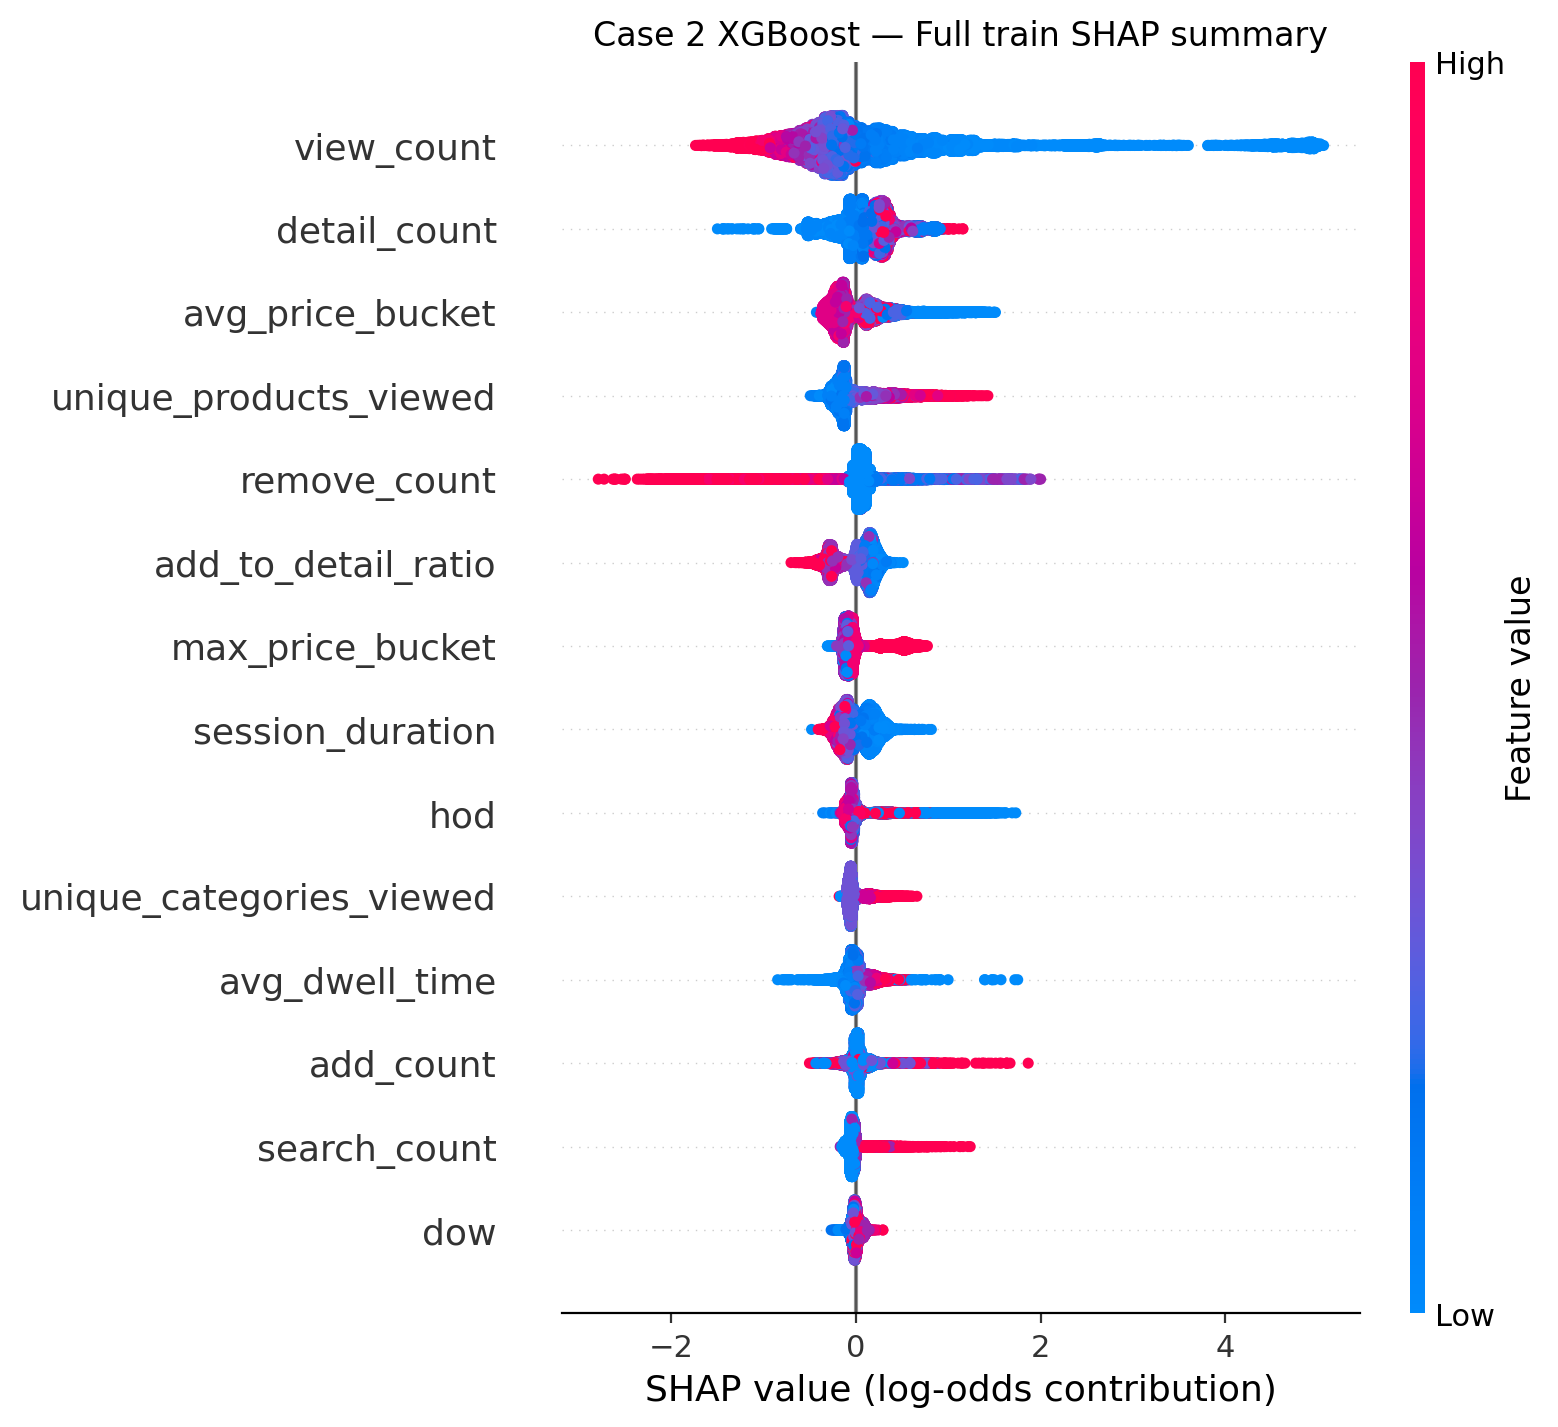 Case 2 XGBoost — Full train SHAP summary
High
view_count
detail_count
avg_price_bucket
unique_products_viewed
remove_count
add_to_detail_ratio
max_price_bucket
session_duration
hod
unique_categories_viewed
avg_dwell_time
add_count
search_count
dow
Feature value
Low
−2 0 2 4
SHAP value (log-odds contribution)